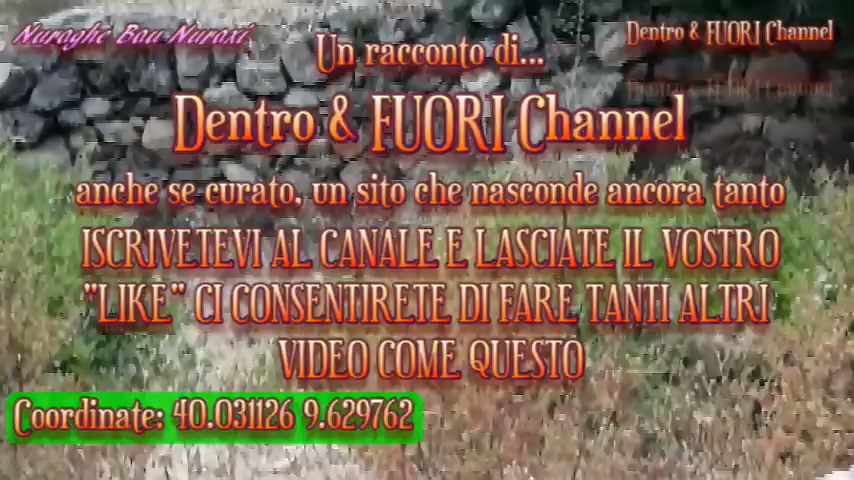 Nuraghe Bau Nuraxi
Dentro & FUORI Channel
Un racconto di...
Dentro & FUORI Channel
anche se curato, un sito che nasconde ancora tanto
ISCRIVETEVI AL CANALE E LASCIATE IL VOSTRO
"LIKE" CI CONSENTIRETE DI FARE TANTI ALTRI
VIDEO COME QUESTO
Coordinate: 40.031126 9.629762